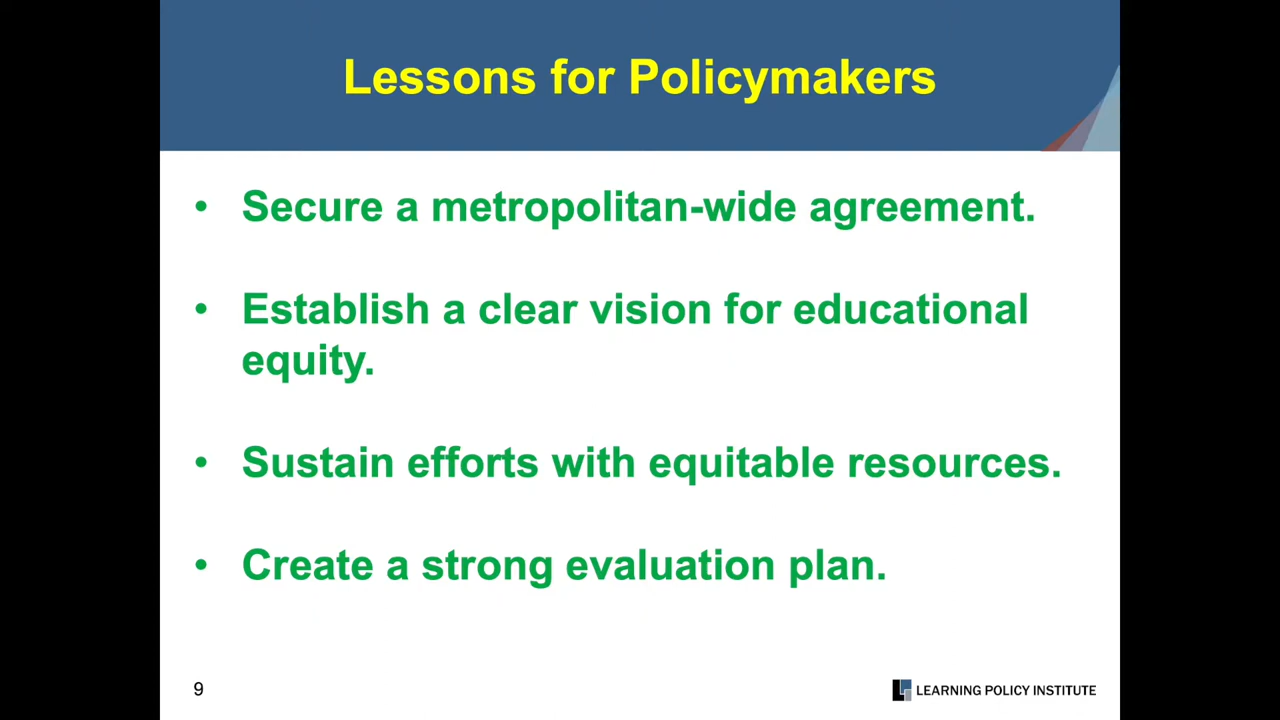 Lessons for Policymakers
• Secure a metropolitan-wide agreement.
• Establish a clear vision for educational
equity.
• Sustain efforts with equitable resources.
• Create a strong evaluation plan.
9
LEARNING POLICY INSTITUTE